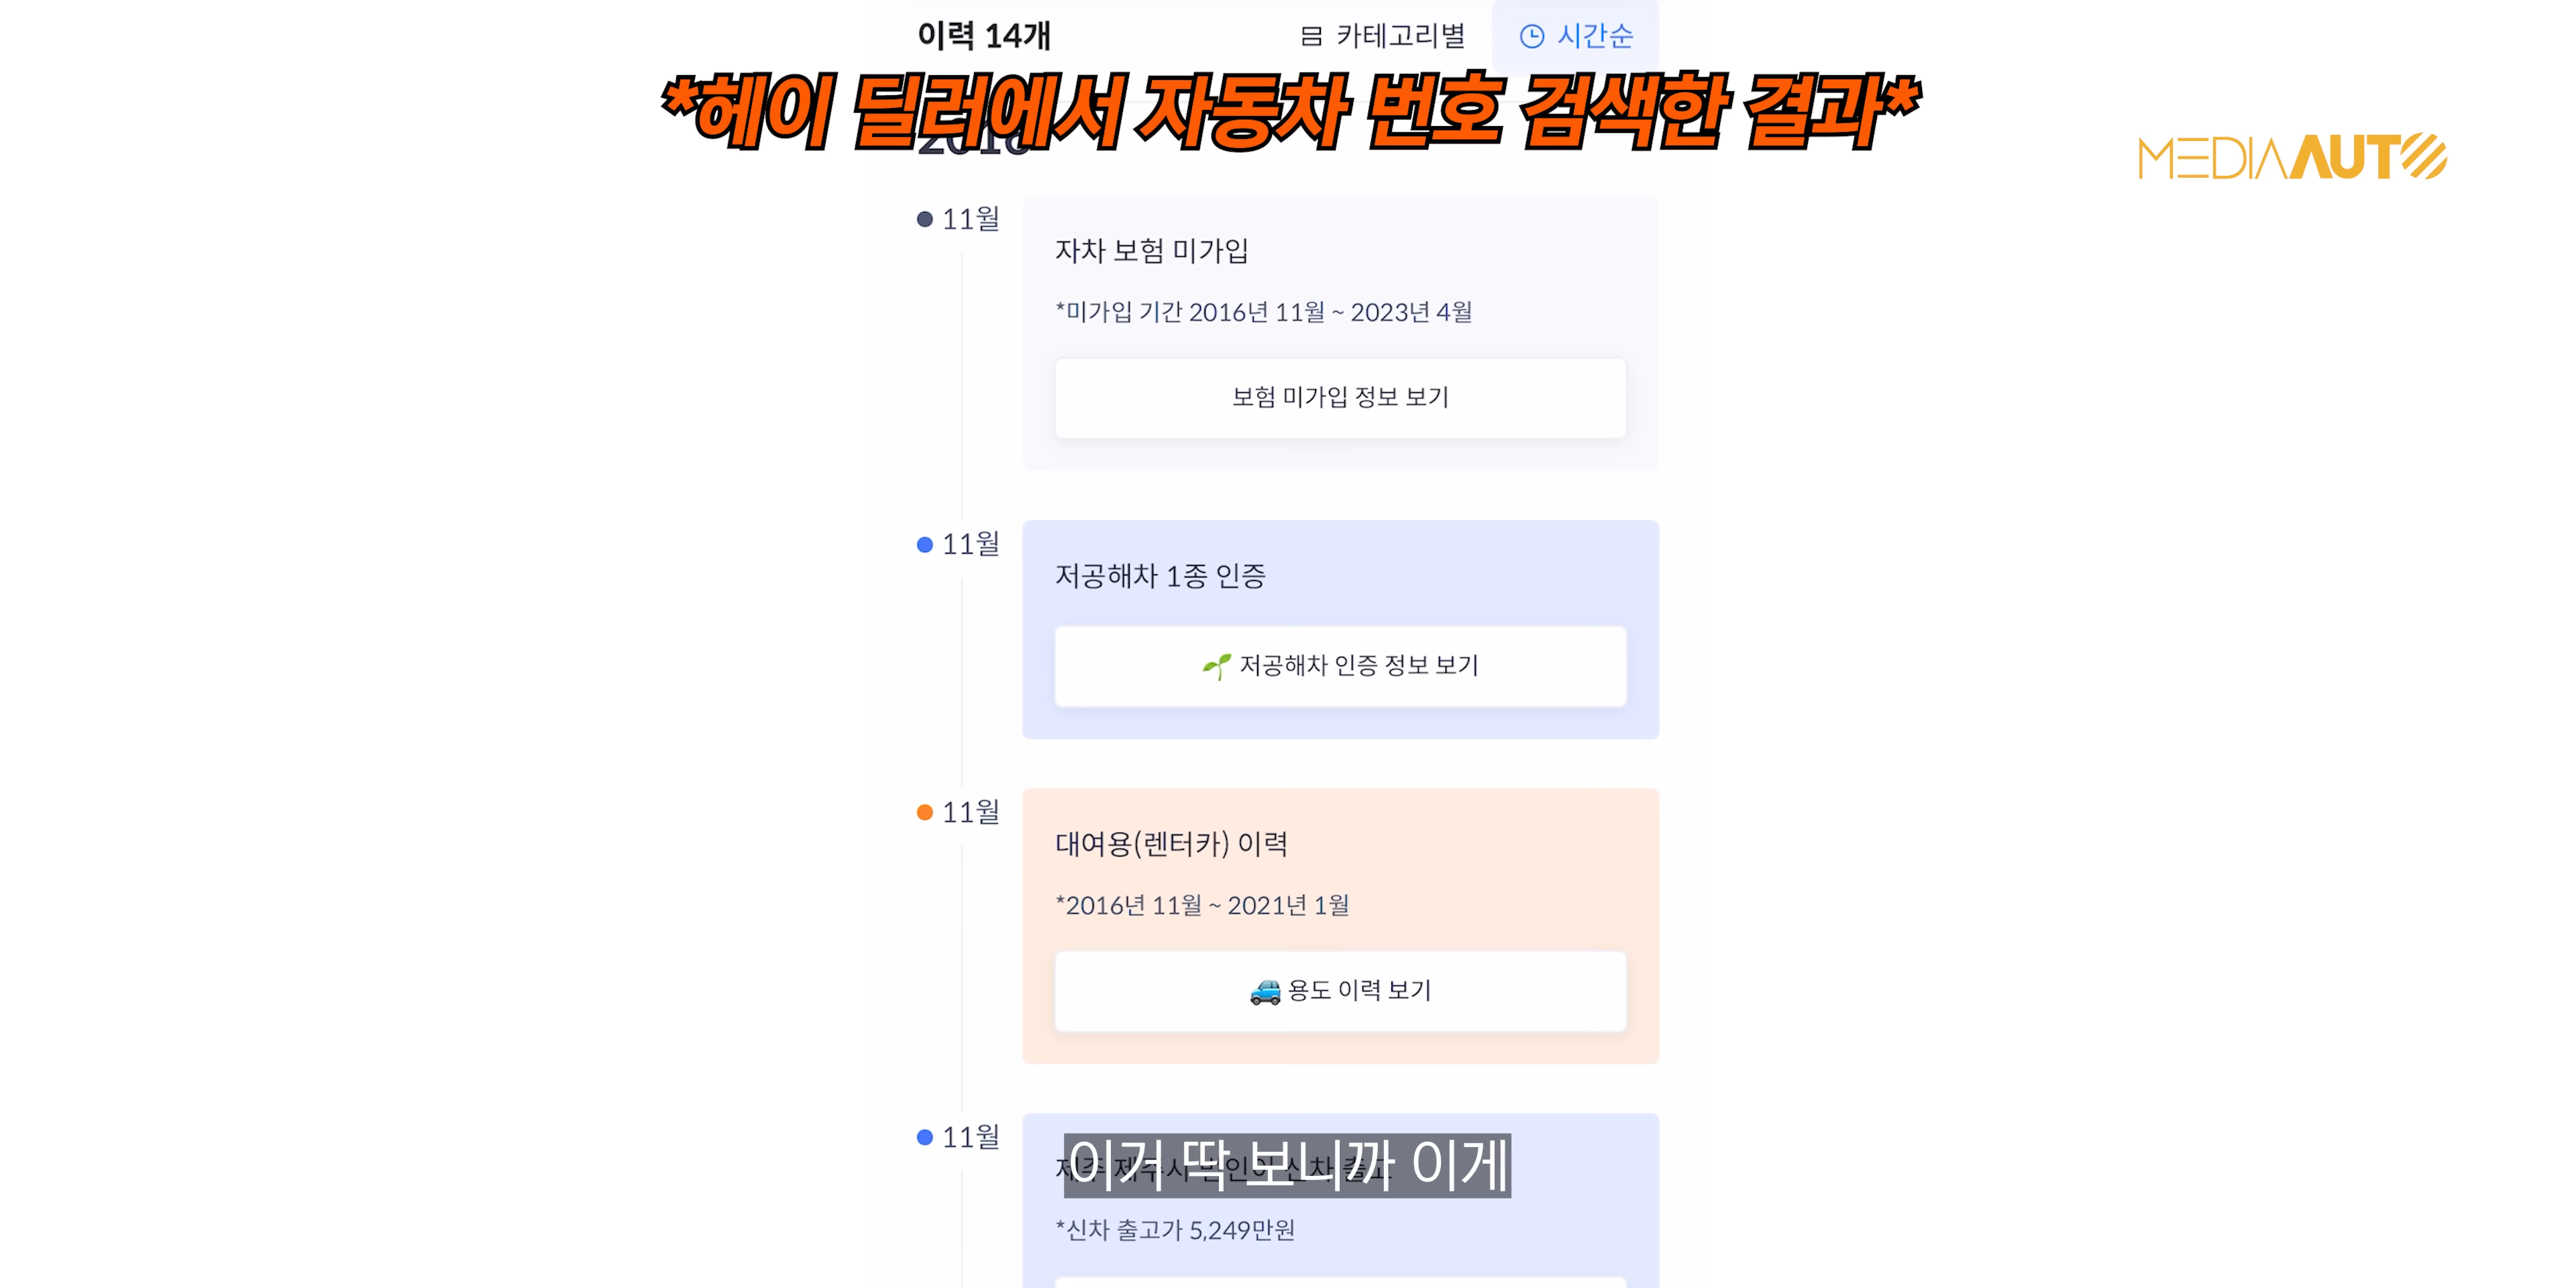 이력 14개
카테고리별
시간순
*헤이 딜러에서 자동차 번호 검색한 결과*
2016
MEDIAAUTO
11월
자차 보험 미가입
*미가입 기간 2016년 11월 ~ 2023년 4월
보험 미가입 정보 보기
11월
저공해차 1종 인증
저공해차 인증 정보 보기
11월
대여용(렌터카) 이력
*2016년 11월 ~ 2021년 1월
용도 이력 보기
11월
이거 딱 보니까 이게
*신차 출고가 5,249만원